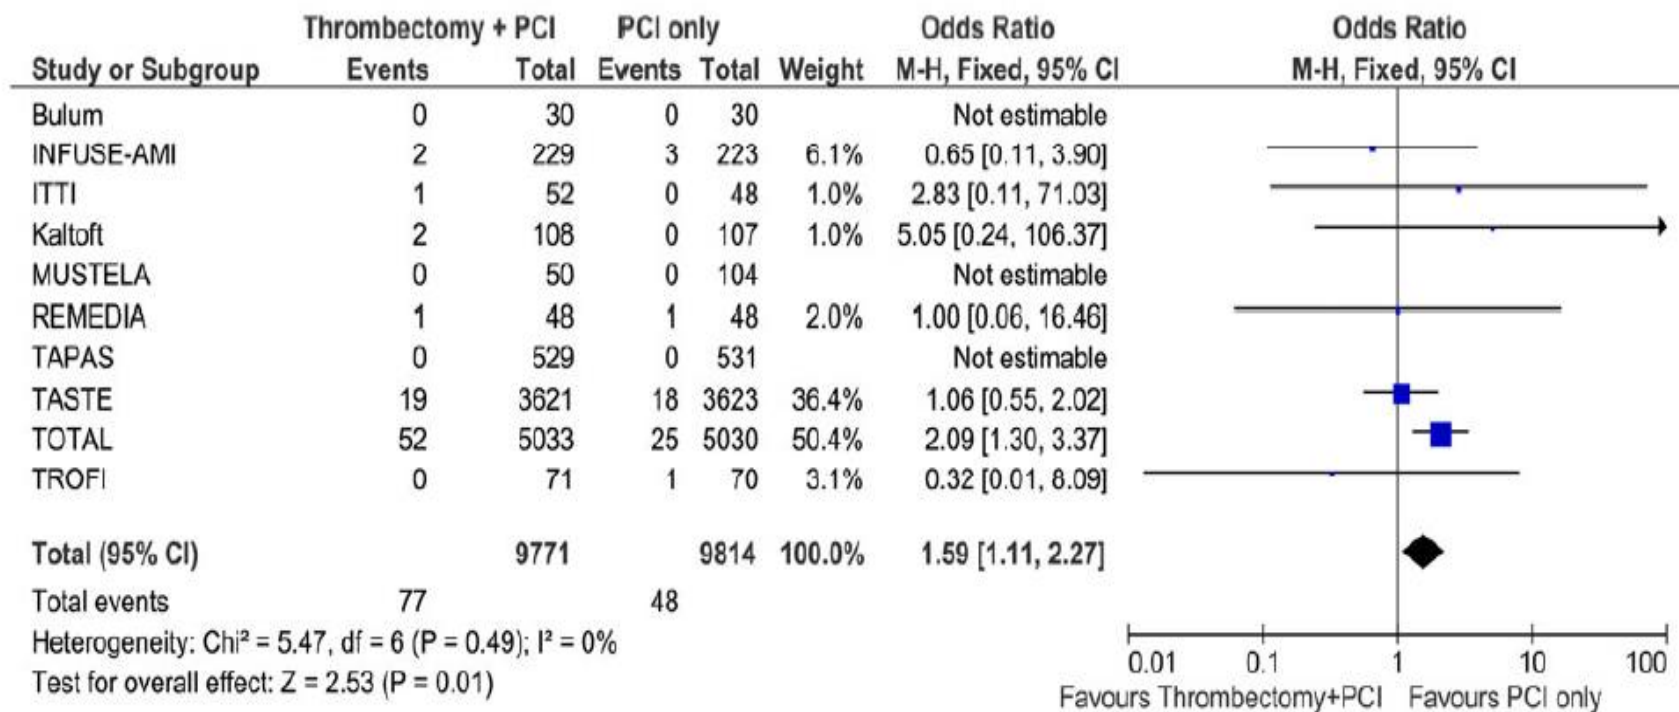 Thrombectomy + PCI PCI only Odds Ratio Odds Ratio
Study or Subgroup Events Total Events Total Weight M-H, Fixed, 95% CI M-H, Fixed, 95% CI
Bulum 0 30 0 30 Not estimable
INFUSE-AMI 2 229 3 223 6.1% 0.65 [0.11, 3.90]
ITTI 1 52 0 48 1.0% 2.83 [0.11, 71.03]
Kaltoft 2 108 0 107 1.0% 5.05 [0.24, 106.37]
MUSTELA 0 50 0 104 Not estimable
REMEDIA 1 48 1 48 2.0% 1.00 [0.06, 16.46]
TAPAS 0 529 0 531 Not estimable
TASTE 19 3621 18 3623 36.4% 1.06 [0.55, 2.02]
TOTAL 52 5033 25 5030 50.4% 2.09 [1.30, 3.37]
TROFI 0 71 1 70 3.1% 0.32 [0.01, 8.09]
Total (95% CI) 9771 9814 100.0% 1.59 [1.11, 2.27]
Total events 77 48
Heterogeneity: Chi² = 5.47, df = 6 (P = 0.49); I² = 0%
Test for overall effect: Z = 2.53 (P = 0.01)
0.01 0.1 1 10 100
Favours Thrombectomy+PCI Favours PCI only